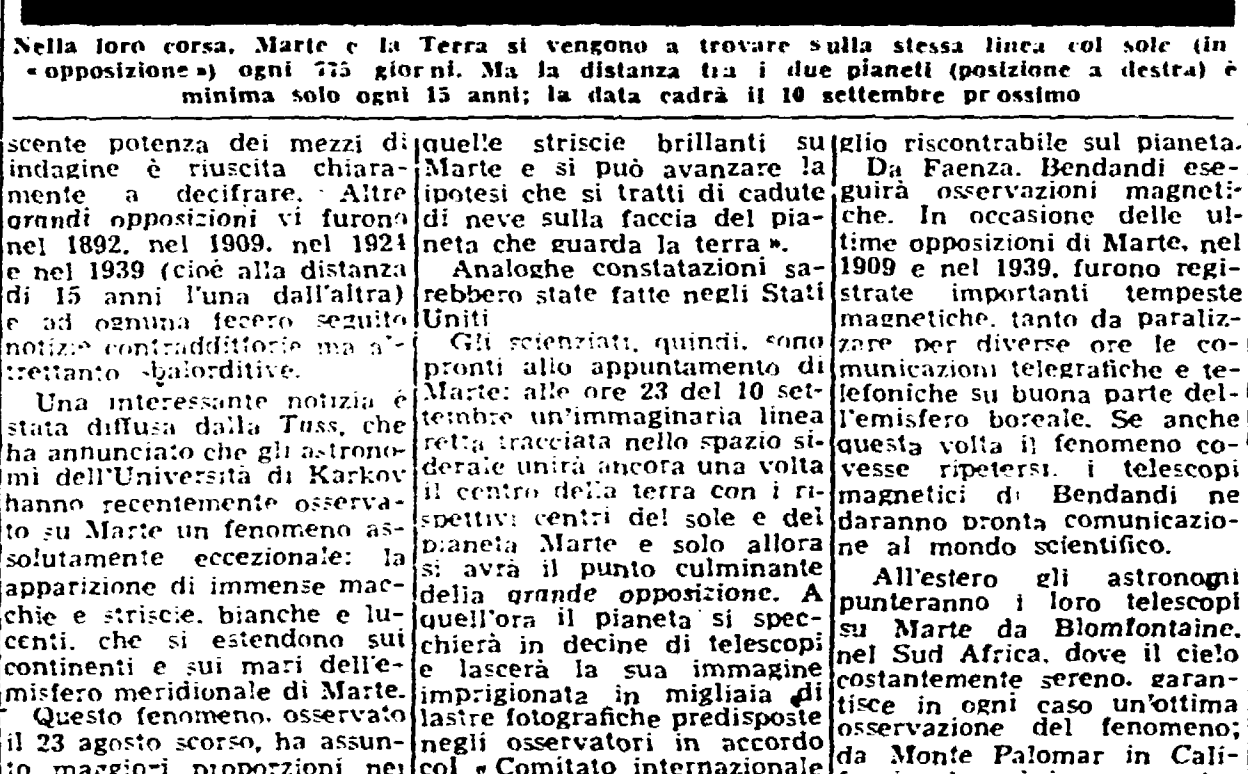 Nella loro corsa, Marte e la Terra si vengono a trovare sulla stessa linea col sole (in
«opposizione») ogni 775 giorni. Ma la distanza tra i due pianeti (posizione a destra) è
minima solo ogni 15 anni; la data cadrà il 10 settembre prossimo
scente potenza dei mezzi di
indagine è riuscita chiara-
mente a decifrare. Altre
grandi opposizioni vi furono
nel 1892, nel 1909, nel 1924
e nel 1939 (cioè alla distanza
di 15 anni l'una dall'altra)
e ad ognuna fecero seguito
notizie contraddittorie ma al-
trettanto sbalorditive.
Una interessante notizia è
stata diffusa dalla Tass, che
ha annunciato che gli astrono-
mi dell'Università di Karkov
hanno recentemente osserva-
to su Marte un fenomeno as-
solutamente eccezionale: la
apparizione di immense mac-
chie e striscie, bianche e lu-
centi, che si estendono sui
continenti e sui mari dell'e-
misfero meridionale di Marte.
Questo fenomeno, osservato
il 23 agosto scorso, ha assun-
to maggiori proporzioni nei
quelle striscie brillanti su
Marte e si può avanzare la
ipotesi che si tratti di cadute
di neve sulla faccia del pia-
neta che guarda la terra ».
Analoghe constatazioni sa-
rebbero state fatte negli Stati
Uniti
Gli scienziati, quindi, sono
pronti allo appuntamento di
Marte: alle ore 23 del 10 set-
tembre un'immaginaria linea
retta tracciata nello spazio si-
derale unirà ancora una volta
il centro della terra con i ri-
spettivi centri del sole e del
pianeta Marte e solo allora
si avrà il punto culminante
della grande opposizione. A
quell'ora il pianeta si spec-
chierà in decine di telescopi
e lascerà la sua immagine
imprigionata in migliaia di
lastre fotografiche predisposte
negli osservatori in accordo
col « Comitato internazionale
glio riscontrabile sul pianeta.
Da Faenza, Bendandi ese-
guirà osservazioni magneti-
che. In occasione delle ul-
time opposizioni di Marte, nel
1909 e nel 1939, furono regi-
strate importanti tempeste
magnetiche, tanto da paraliz-
zare per diverse ore le co-
municazioni telegrafiche e te-
lefoniche su buona parte del-
l'emisfero boreale. Se anche
questa volta il fenomeno co-
vesse ripetersi, i telescopi
magnetici di Bendandi ne
daranno pronta comunicazio-
ne al mondo scientifico.
All'estero gli astronomi
punteranno i loro telescopi
su Marte da Blomfontaine,
nel Sud Africa, dove il cielo
costantemente sereno, garan-
tisce in ogni caso un'ottima
osservazione del fenomeno;
da Monte Palomar in Cali-